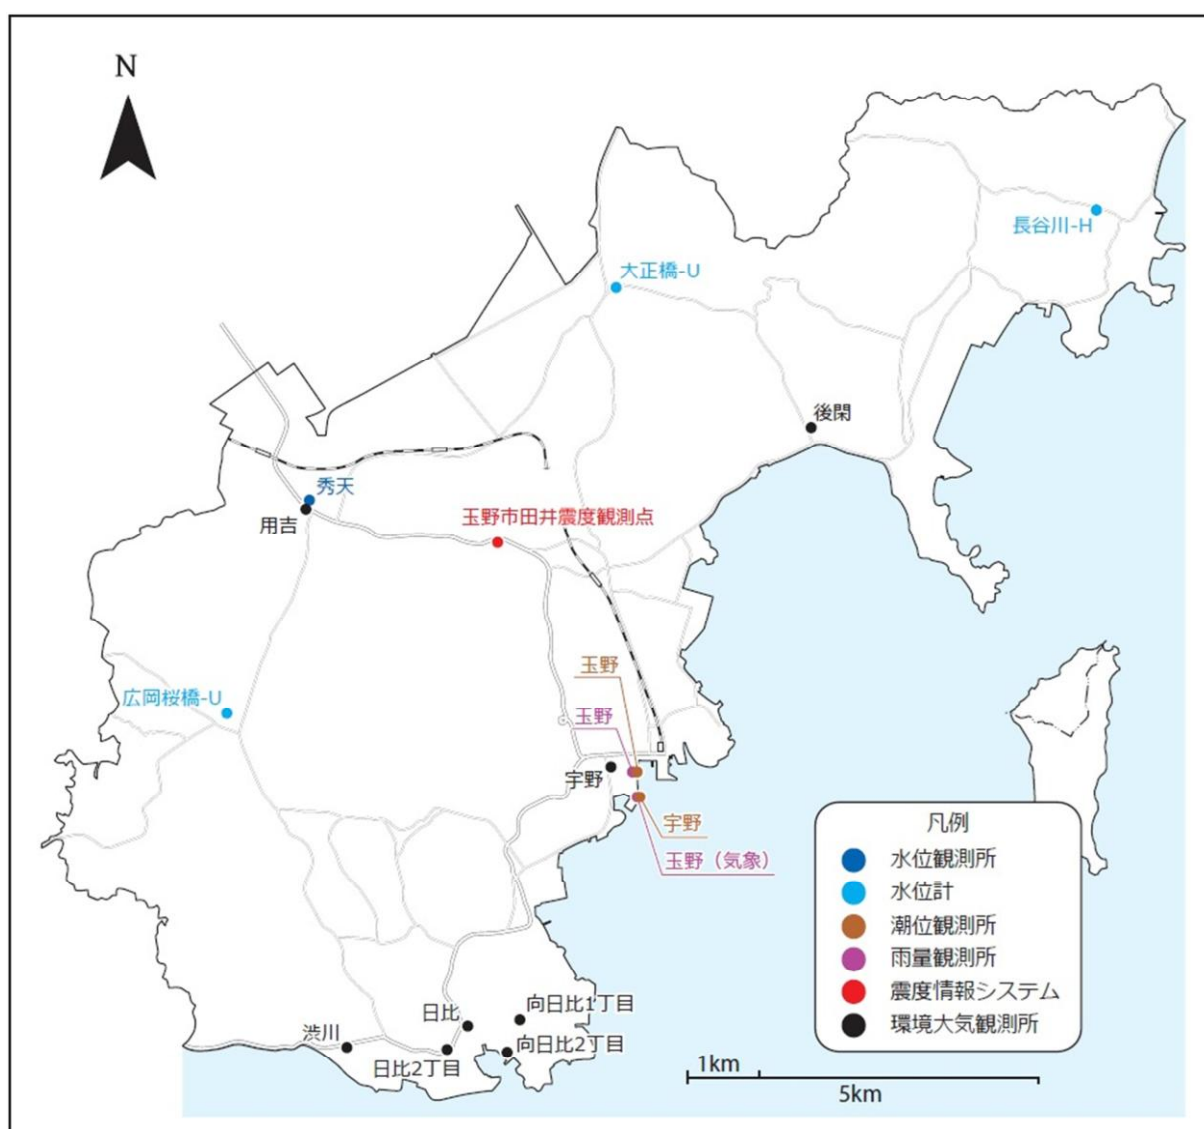 N
長谷川-H
大正橋-U
後閑
秀天
用吉
玉野市田井震度観測点
玉野
広岡桜橋-U
玉野
宇野
宇野
玉野（気象）
凡例
水位観測所
水位計
潮位観測所
雨量観測所
震度情報システム
環境大気観測所
向日比1丁目
日比
渋川
向日比2丁目
日比2丁目
1km
5km